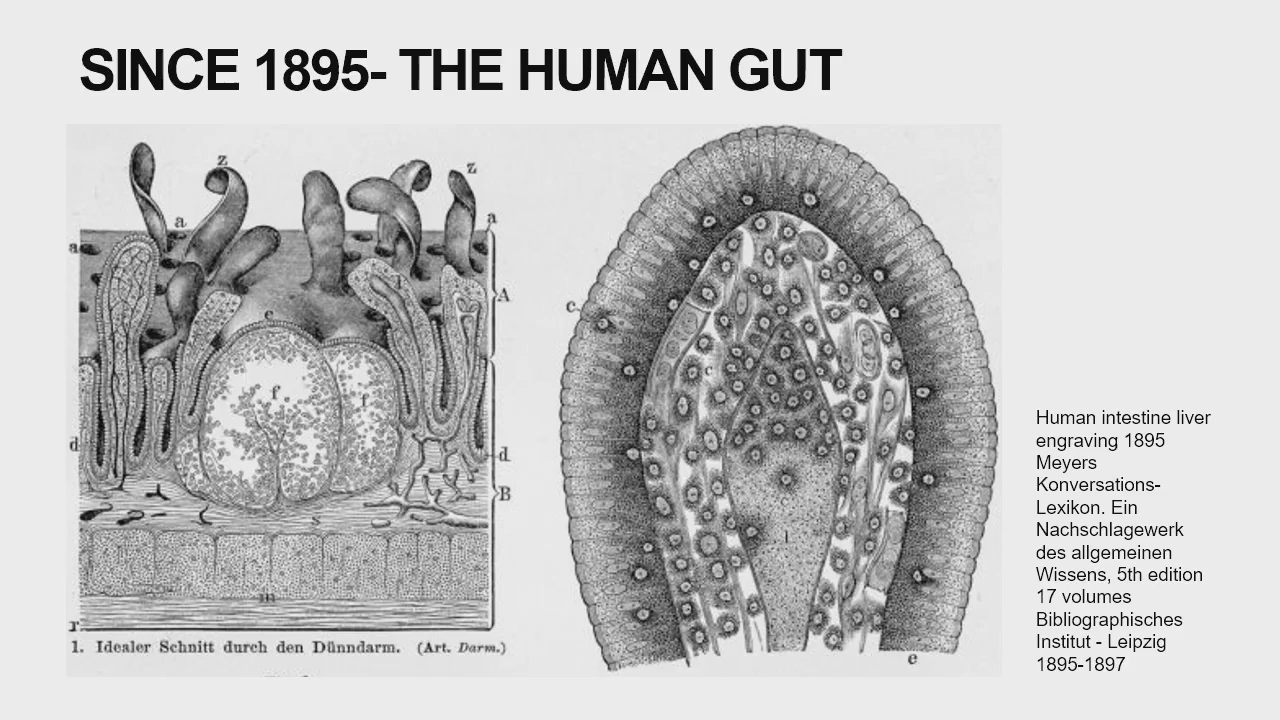 SINCE 1895- THE HUMAN GUT
z
z
a
a
a
A
e
f
f
d
d
B
s
m
r
1. Idealer Schnitt durch den Dünndarm. (Art. Darm.)
c
c
l
e
Human intestine liver
engraving 1895
Meyers
Konversations-
Lexikon. Ein
Nachschlagewerk
des allgemeinen
Wissens, 5th edition
17 volumes
Bibliographisches
Institut - Leipzig
1895-1897